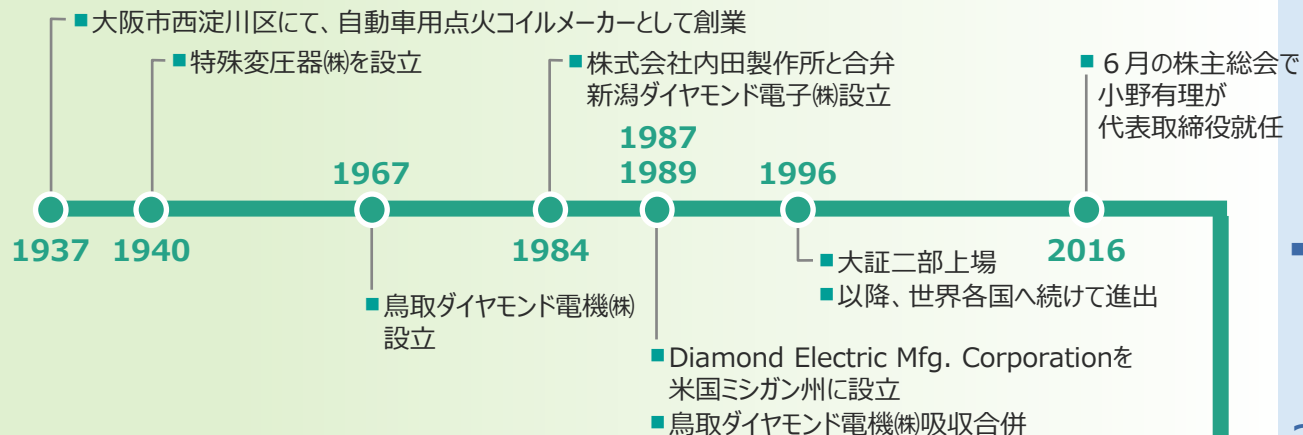 ■大阪市西淀川区にて、自動車用点火コイルメーカーとして創業
■特殊変圧器㈱を設立
■株式会社内田製作所と合弁
新潟ダイヤモンド電子㈱設立
■６月の株主総会で
小野有理が
代表取締役就任
1967
1987
1989
1996
1937
1940
1984
2016
■鳥取ダイヤモンド電機㈱
設立
■大証二部上場
■以降、世界各国へ続けて進出
■Diamond Electric Mfg. Corporationを
米国ミシガン州に設立
■鳥取ダイヤモンド電機㈱吸収合併